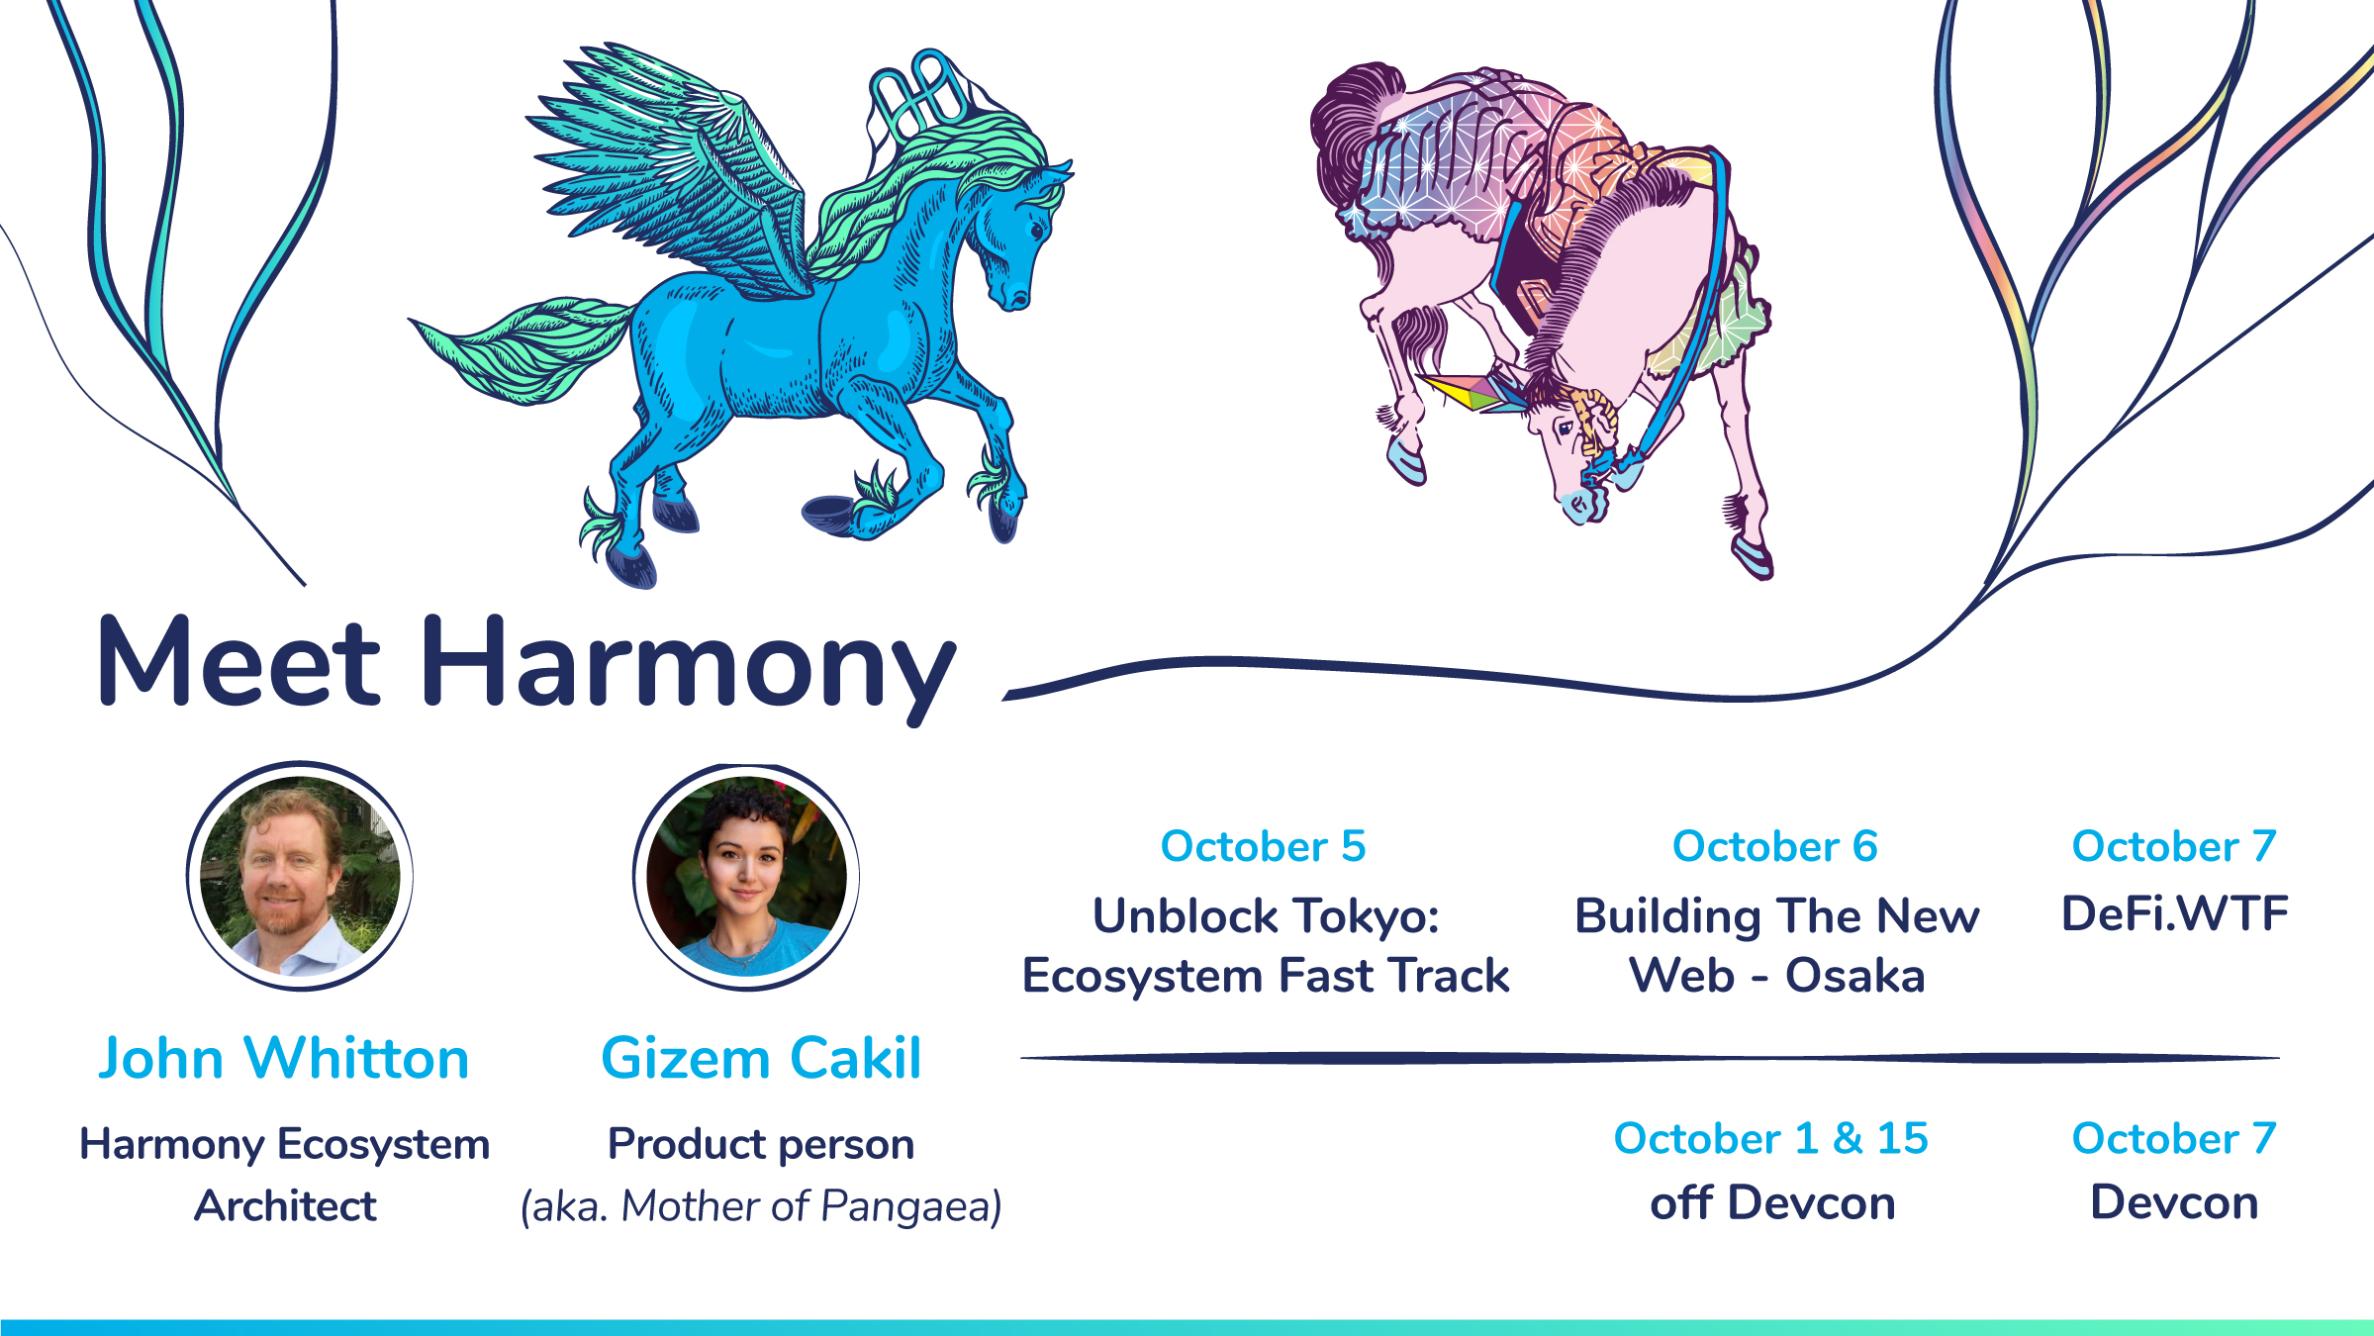 Meet Harmony
John Whitton
Harmony Ecosystem
Architect
Gizem Cakil
Product person
(aka. Mother of Pangaea)
October 5
Unblock Tokyo:
Ecosystem Fast Track
October 6
Building The New
Web - Osaka
October 7
DeFi.WTF
October 1 & 15
off Devcon
October 7
Devcon